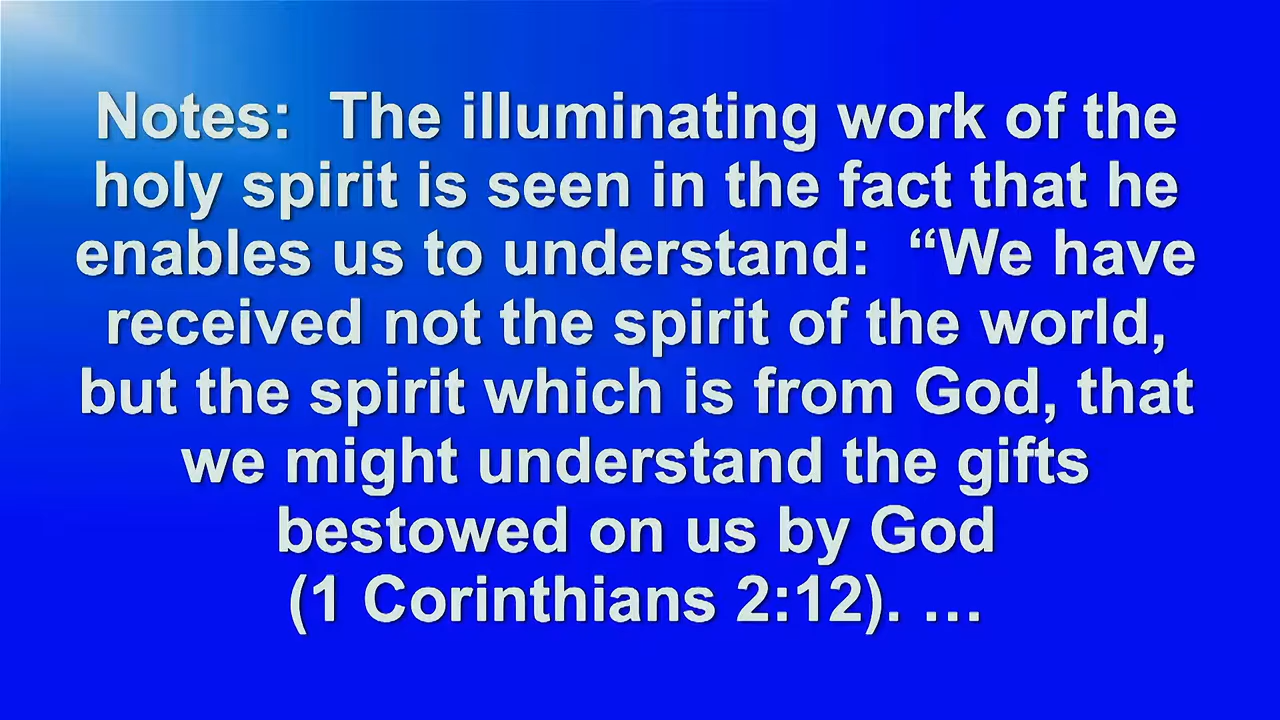 Notes:  The illuminating work of the
holy spirit is seen in the fact that he
enables us to understand:  “We have
received not the spirit of the world,
but the spirit which is from God, that
we might understand the gifts
bestowed on us by God
(1 Corinthians 2:12). …